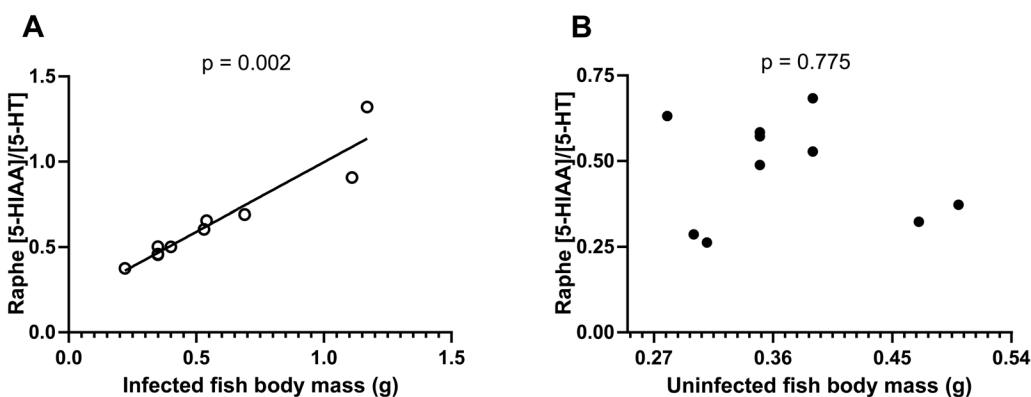 A
p = 0.002
Raphe [5-HIAA]/[5-HT]
1.5
1.0
0.5
0.0
0.0 0.5 1.0 1.5
Infected fish body mass (g)
B
p = 0.775
Raphe [5-HIAA]/[5-HT]
0.75
0.50
0.25
0.00
0.27 0.36 0.45 0.54
Uninfected fish body mass (g)